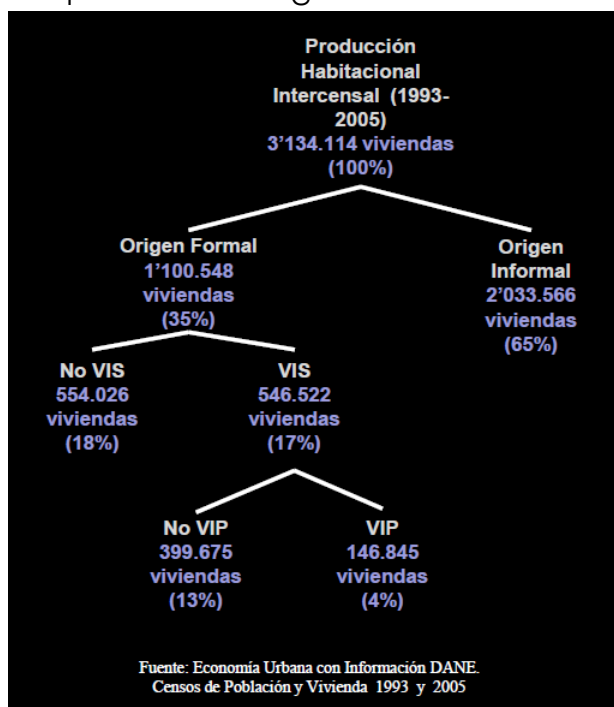 Producción
Habitacional
Intercensal (1993-
2005)
3'134.114 viviendas
(100%)
Origen Formal
1'100.548
viviendas
(35%)
Origen
Informal
2'033.566
viviendas
(65%)
No VIS
554.026
viviendas
(18%)
VIS
546.522
viviendas
(17%)
No VIP
399.675
viviendas
(13%)
VIP
146.845
viviendas
(4%)
Fuente: Economía Urbana con Información DANE.
Censos de Población y Vivienda 1993 y 2005